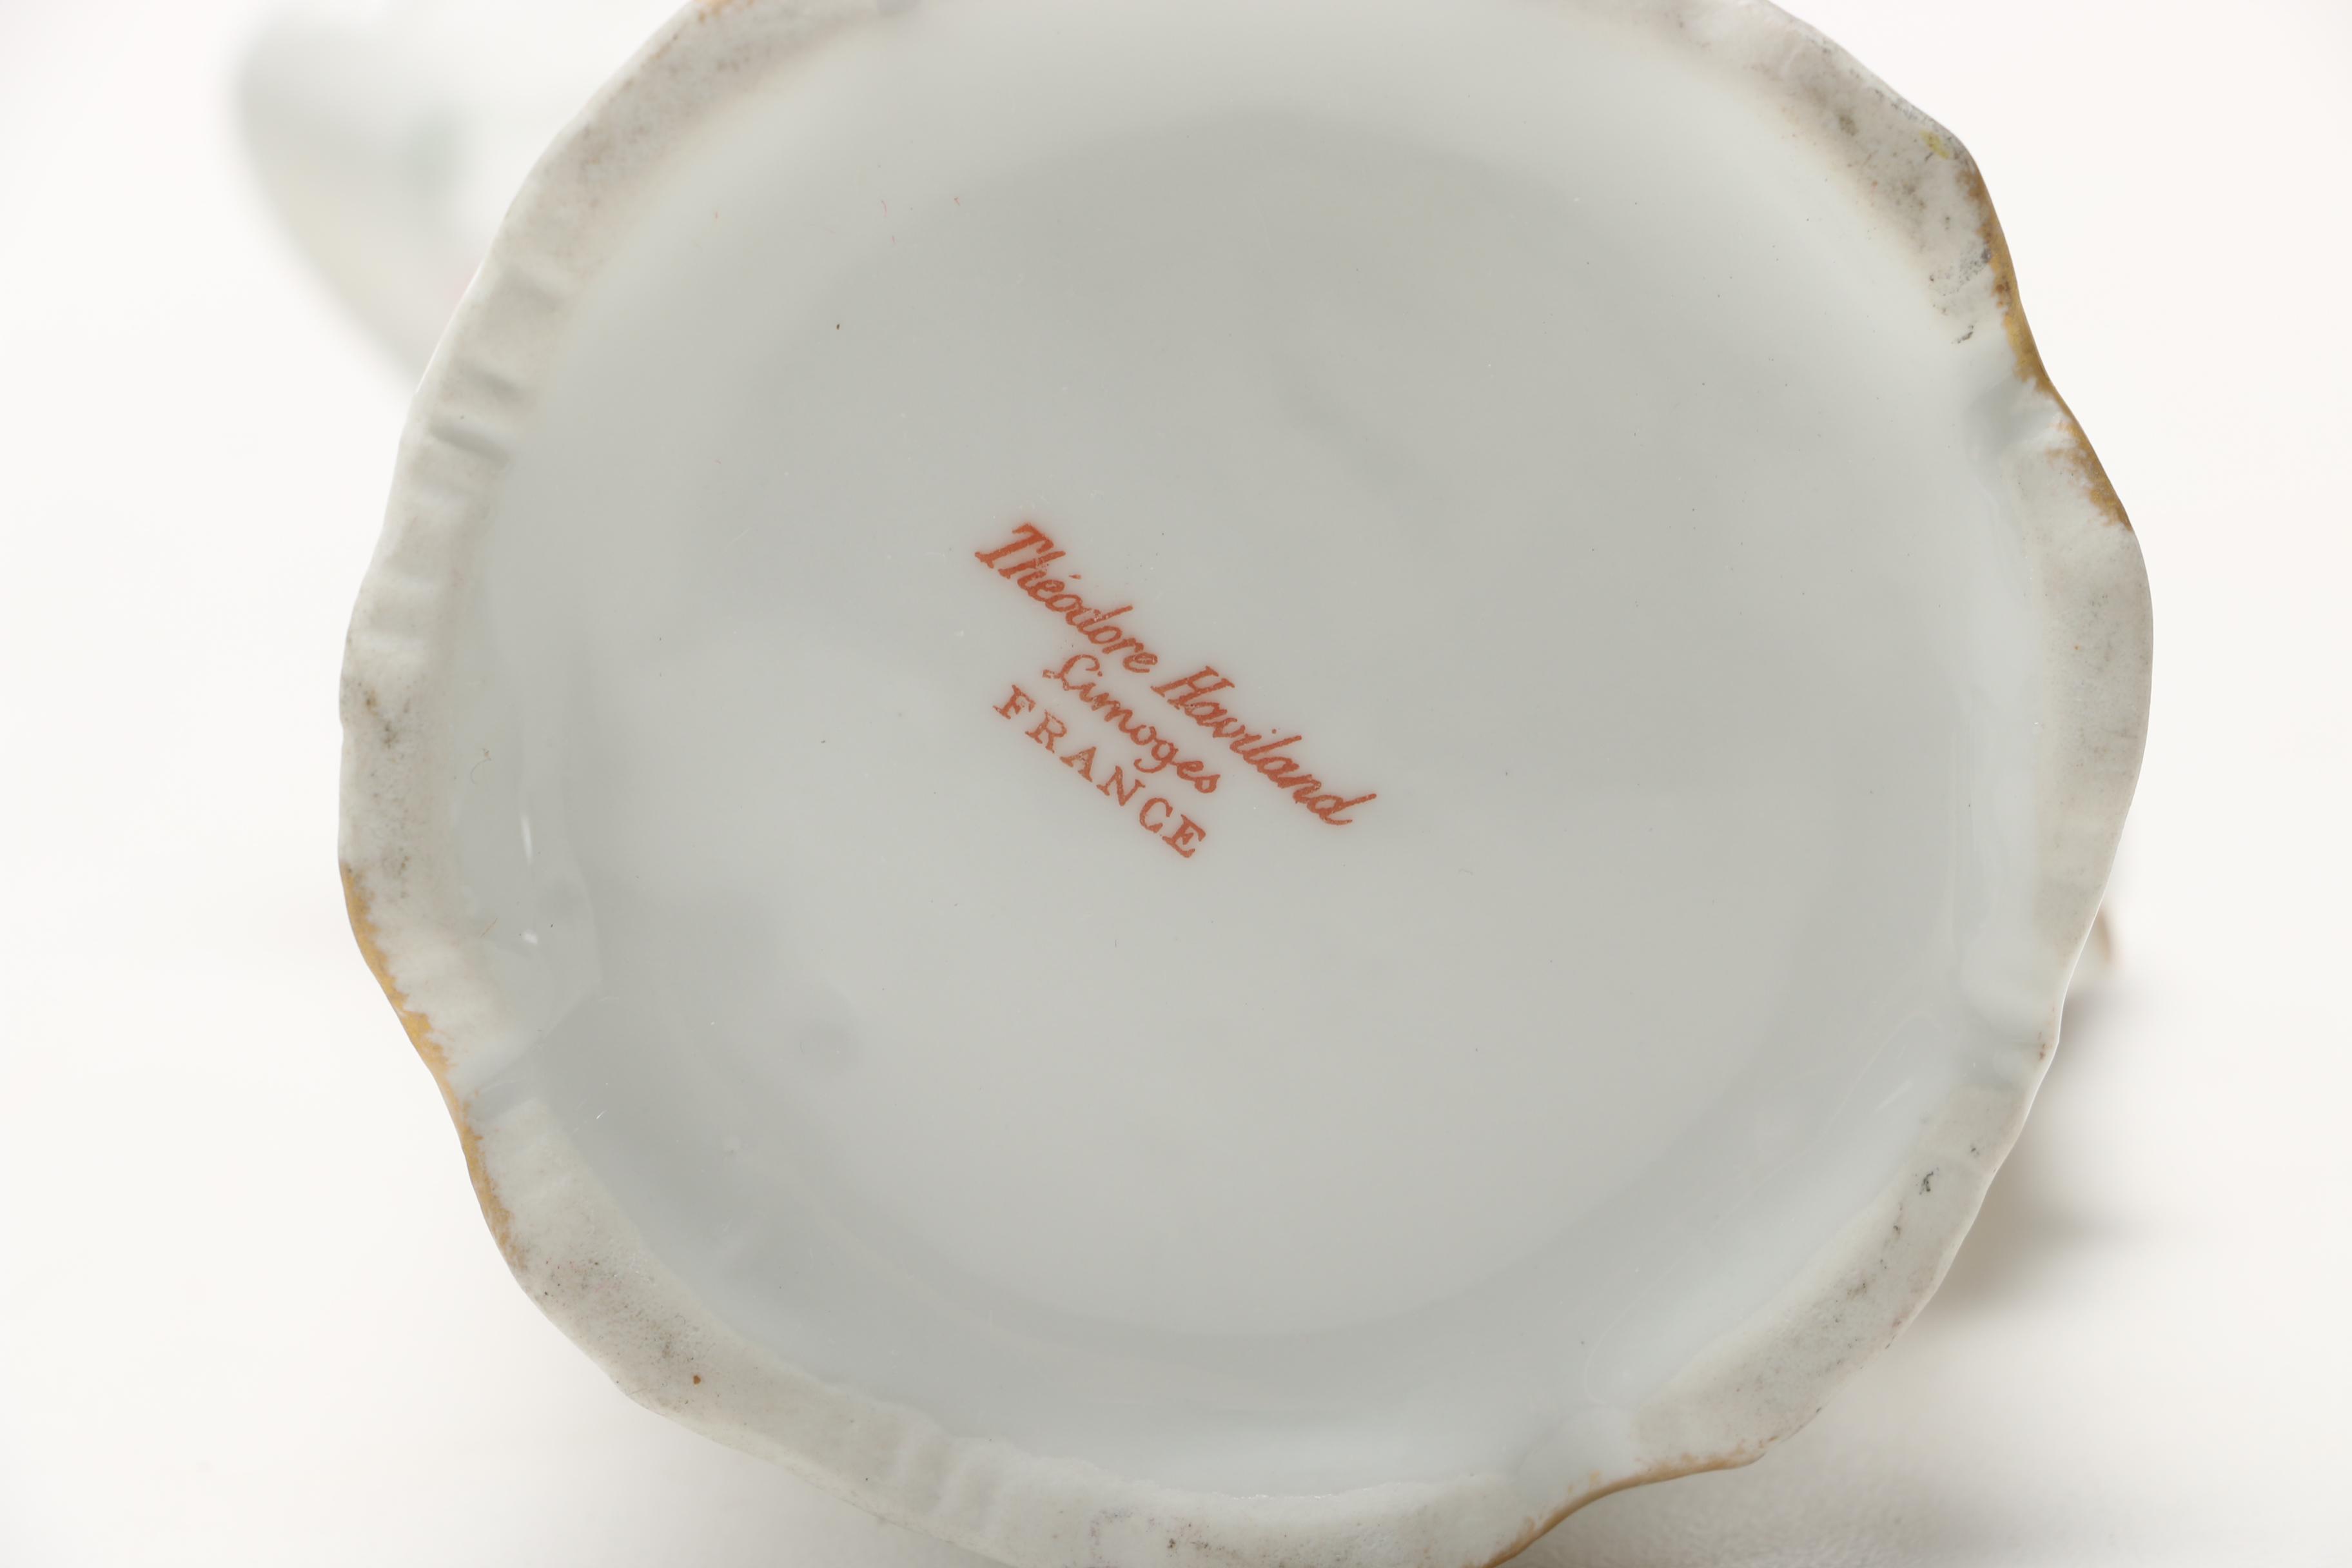 Théodore Haviland
Limoges
FRANCE